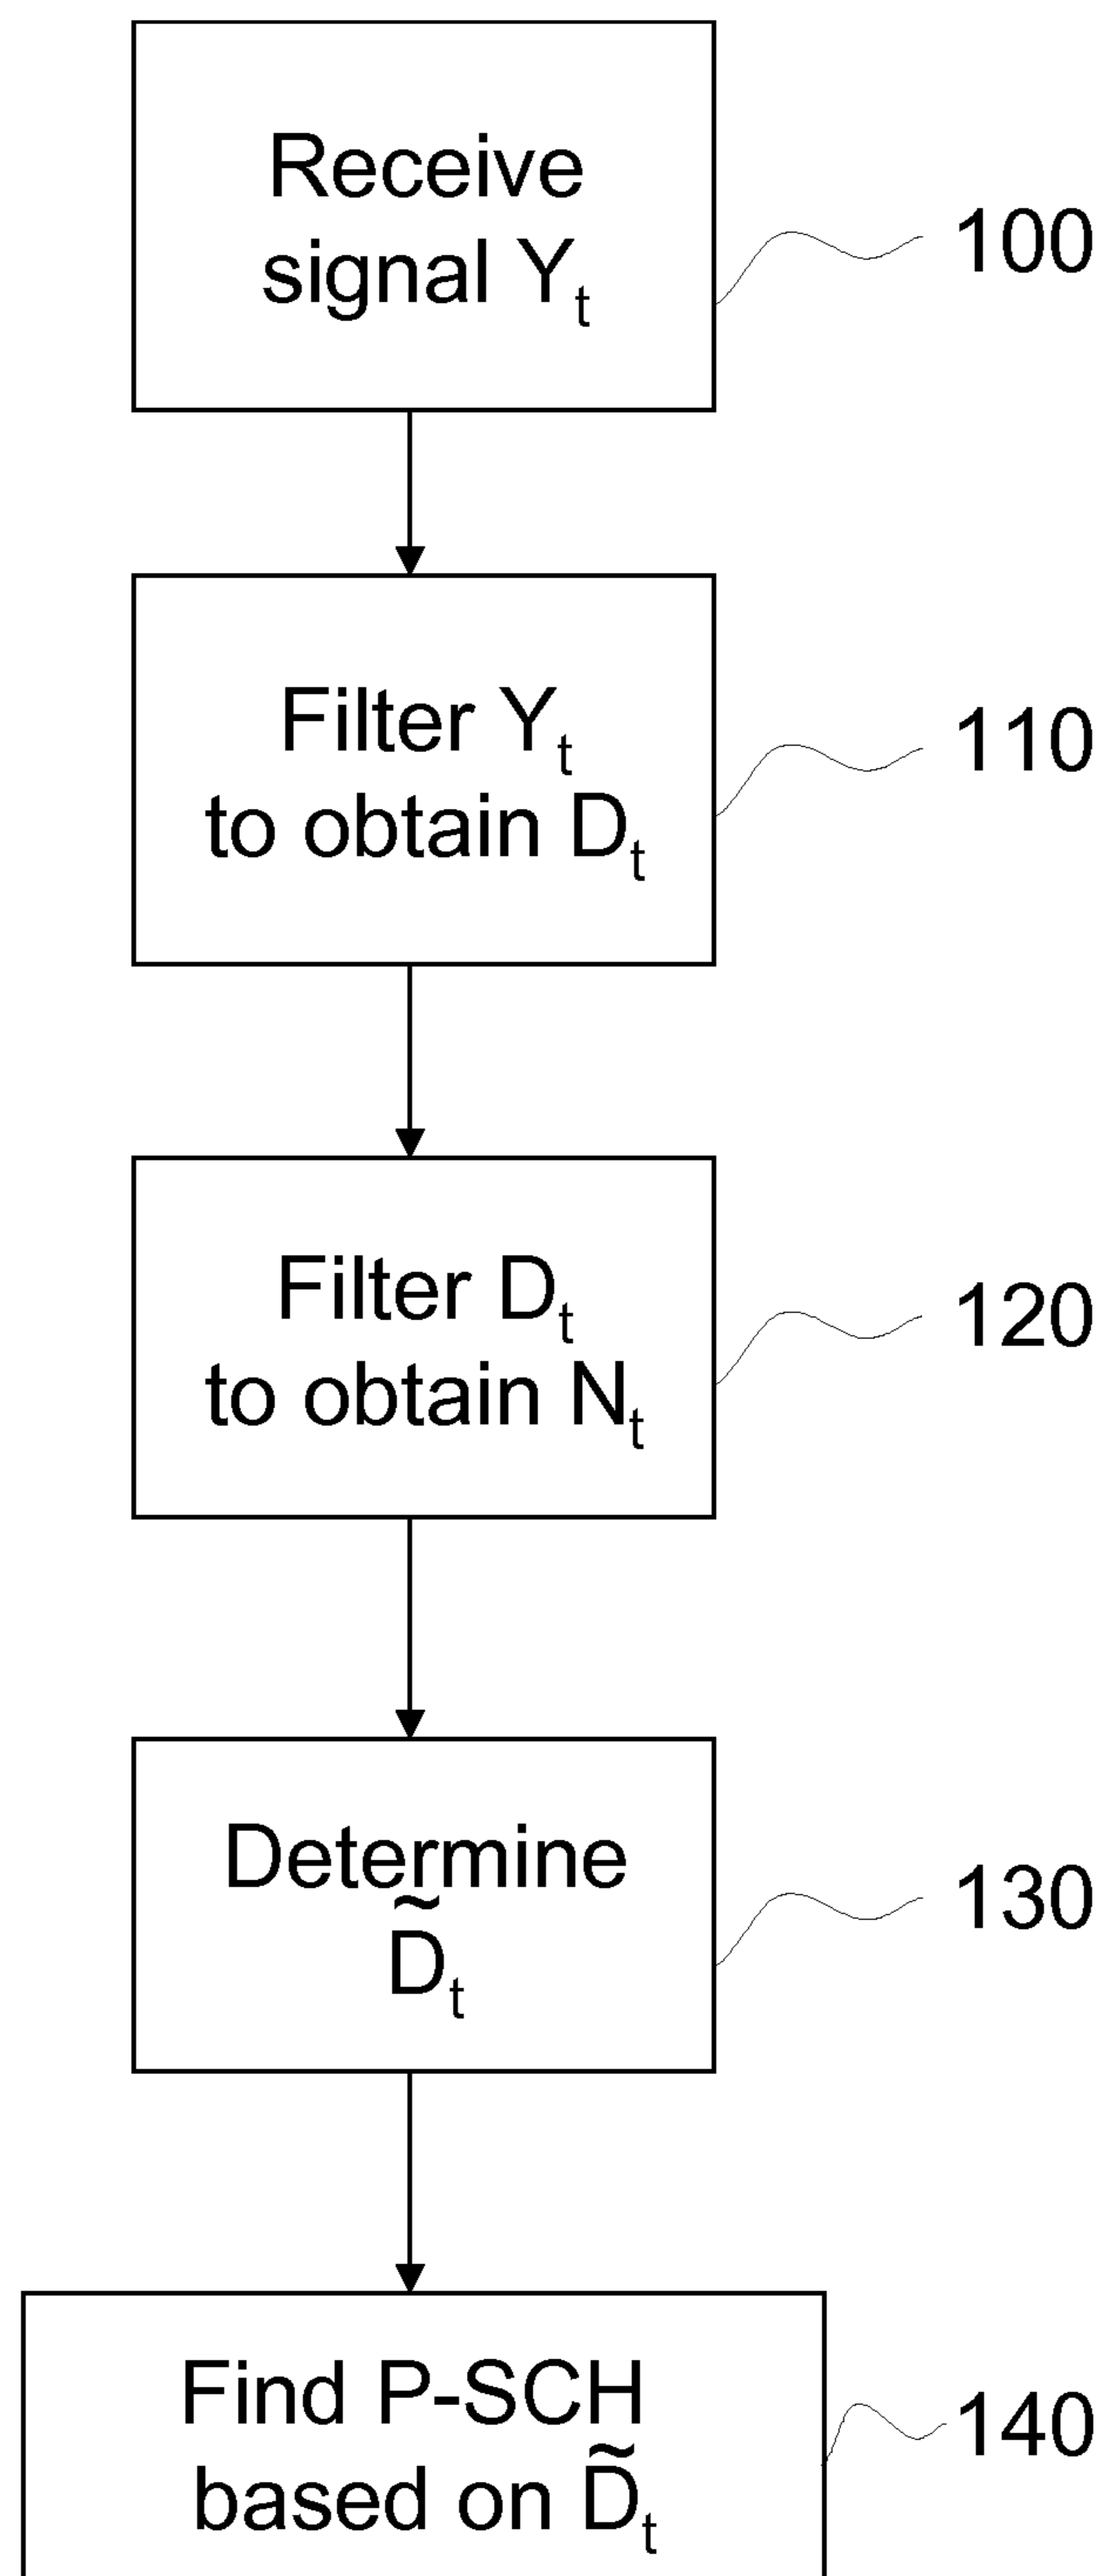 Receive
signal Yt
100
Filter Yt
to obtain Dt
110
Filter Dt
to obtain Nt
120
Determine
D̃t
130
Find P-SCH
based on D̃t
140